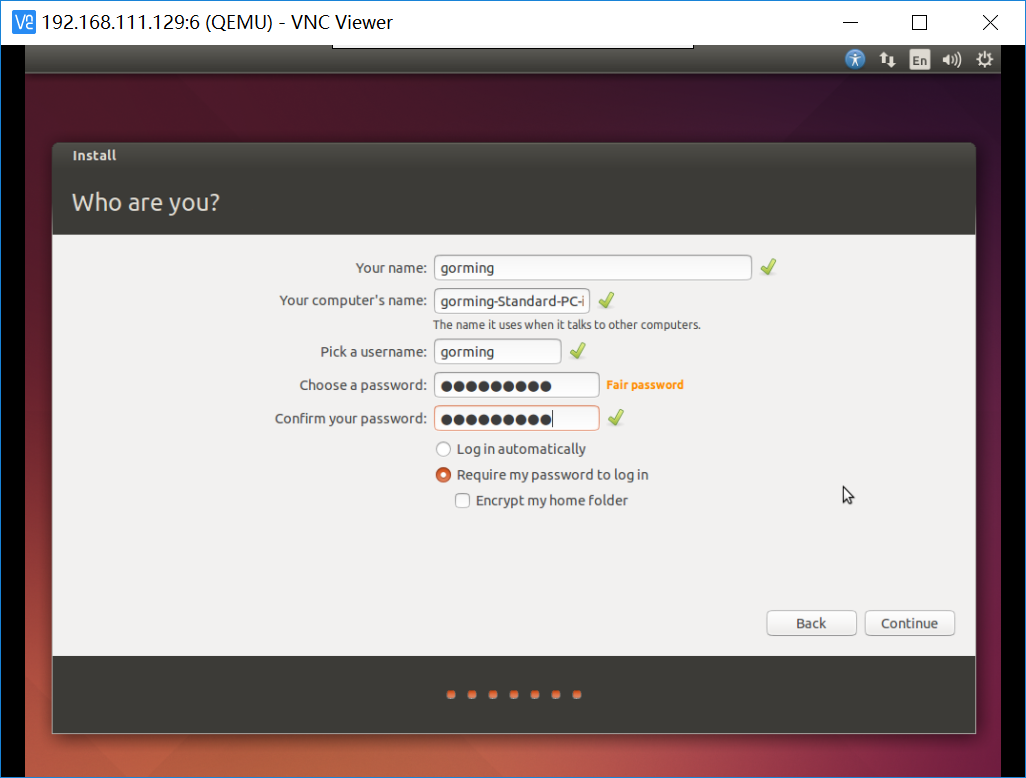 192.168.111.129:6 (QEMU) - VNC Viewer
En
Install
Who are you?
Your name: gorming
Your computer's name: gorming-Standard-PC-i
The name it uses when it talks to other computers.
Pick a username: gorming
Choose a password: ●●●●●●●●● Fair password
Confirm your password: ●●●●●●●●●
Log in automatically
Require my password to log in
Encrypt my home folder
Back Continue